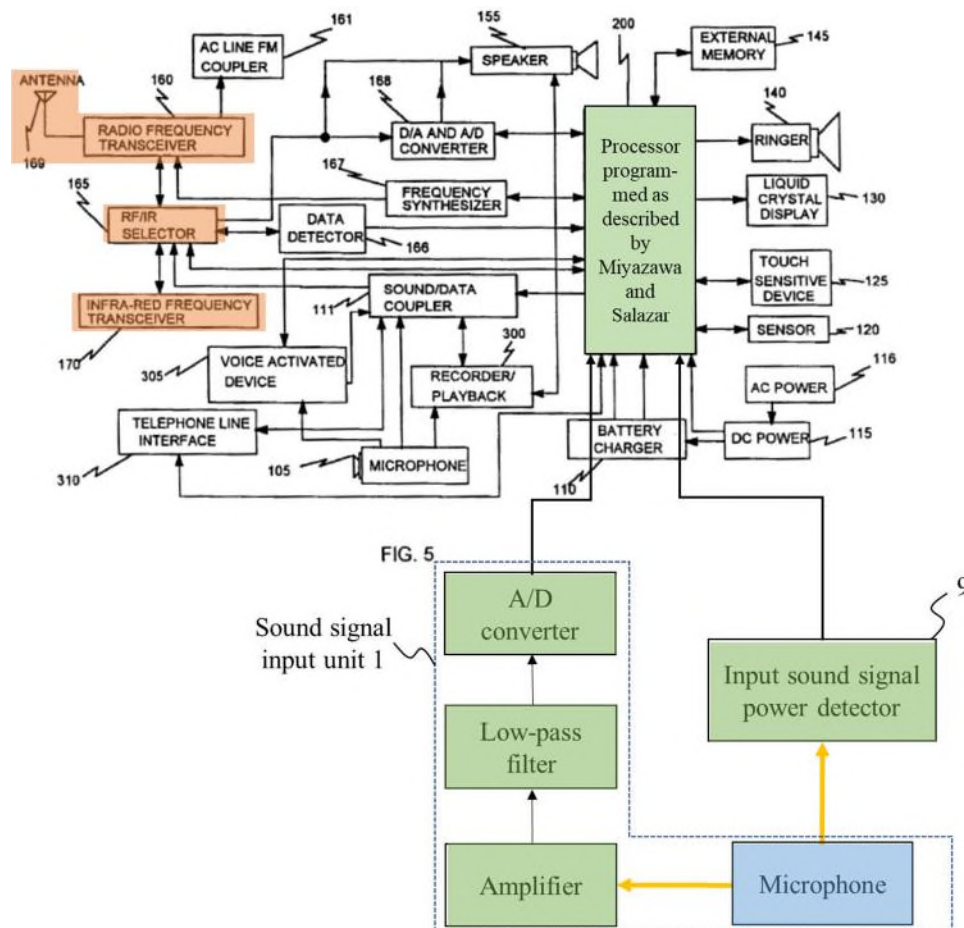 161
AC LINE FM
COUPLER
155
SPEAKER
200
EXTERNAL
MEMORY
145
ANTENNA
160
168
140
RADIO FREQUENCY
TRANSCEIVER
169
D/A AND A/D
CONVERTER
RINGER
Processor
program-
med as
described
by
Miyazawa
and
Salazar
167
165
FREQUENCY
SYNTHESIZER
LIQUID
CRYSTAL
DISPLAY
130
RF/IR
SELECTOR
DATA
DETECTOR
166
TOUCH
SENSITIVE
DEVICE
125
SOUND/DATA
COUPLER
111
INFRA-RED FREQUENCY
TRANSCEIVER
170
300
SENSOR
120
305
VOICE ACTIVATED
DEVICE
RECORDER/
PLAYBACK
116
AC POWER
TELEPHONE LINE
INTERFACE
310
105
MICROPHONE
BATTERY
CHARGER
110
DC POWER
115
FIG. 5
9
A/D
converter
Sound signal
input unit 1
Input sound signal
power detector
Low-pass
filter
Amplifier
Microphone